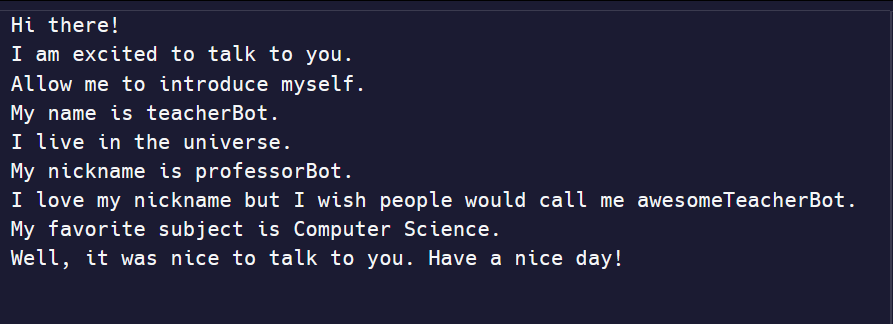 Hi there!
I am excited to talk to you.
Allow me to introduce myself.
My name is teacherBot.
I live in the universe.
My nickname is professorBot.
I love my nickname but I wish people would call me awesomeTeacherBot.
My favorite subject is Computer Science.
Well, it was nice to talk to you. Have a nice day!